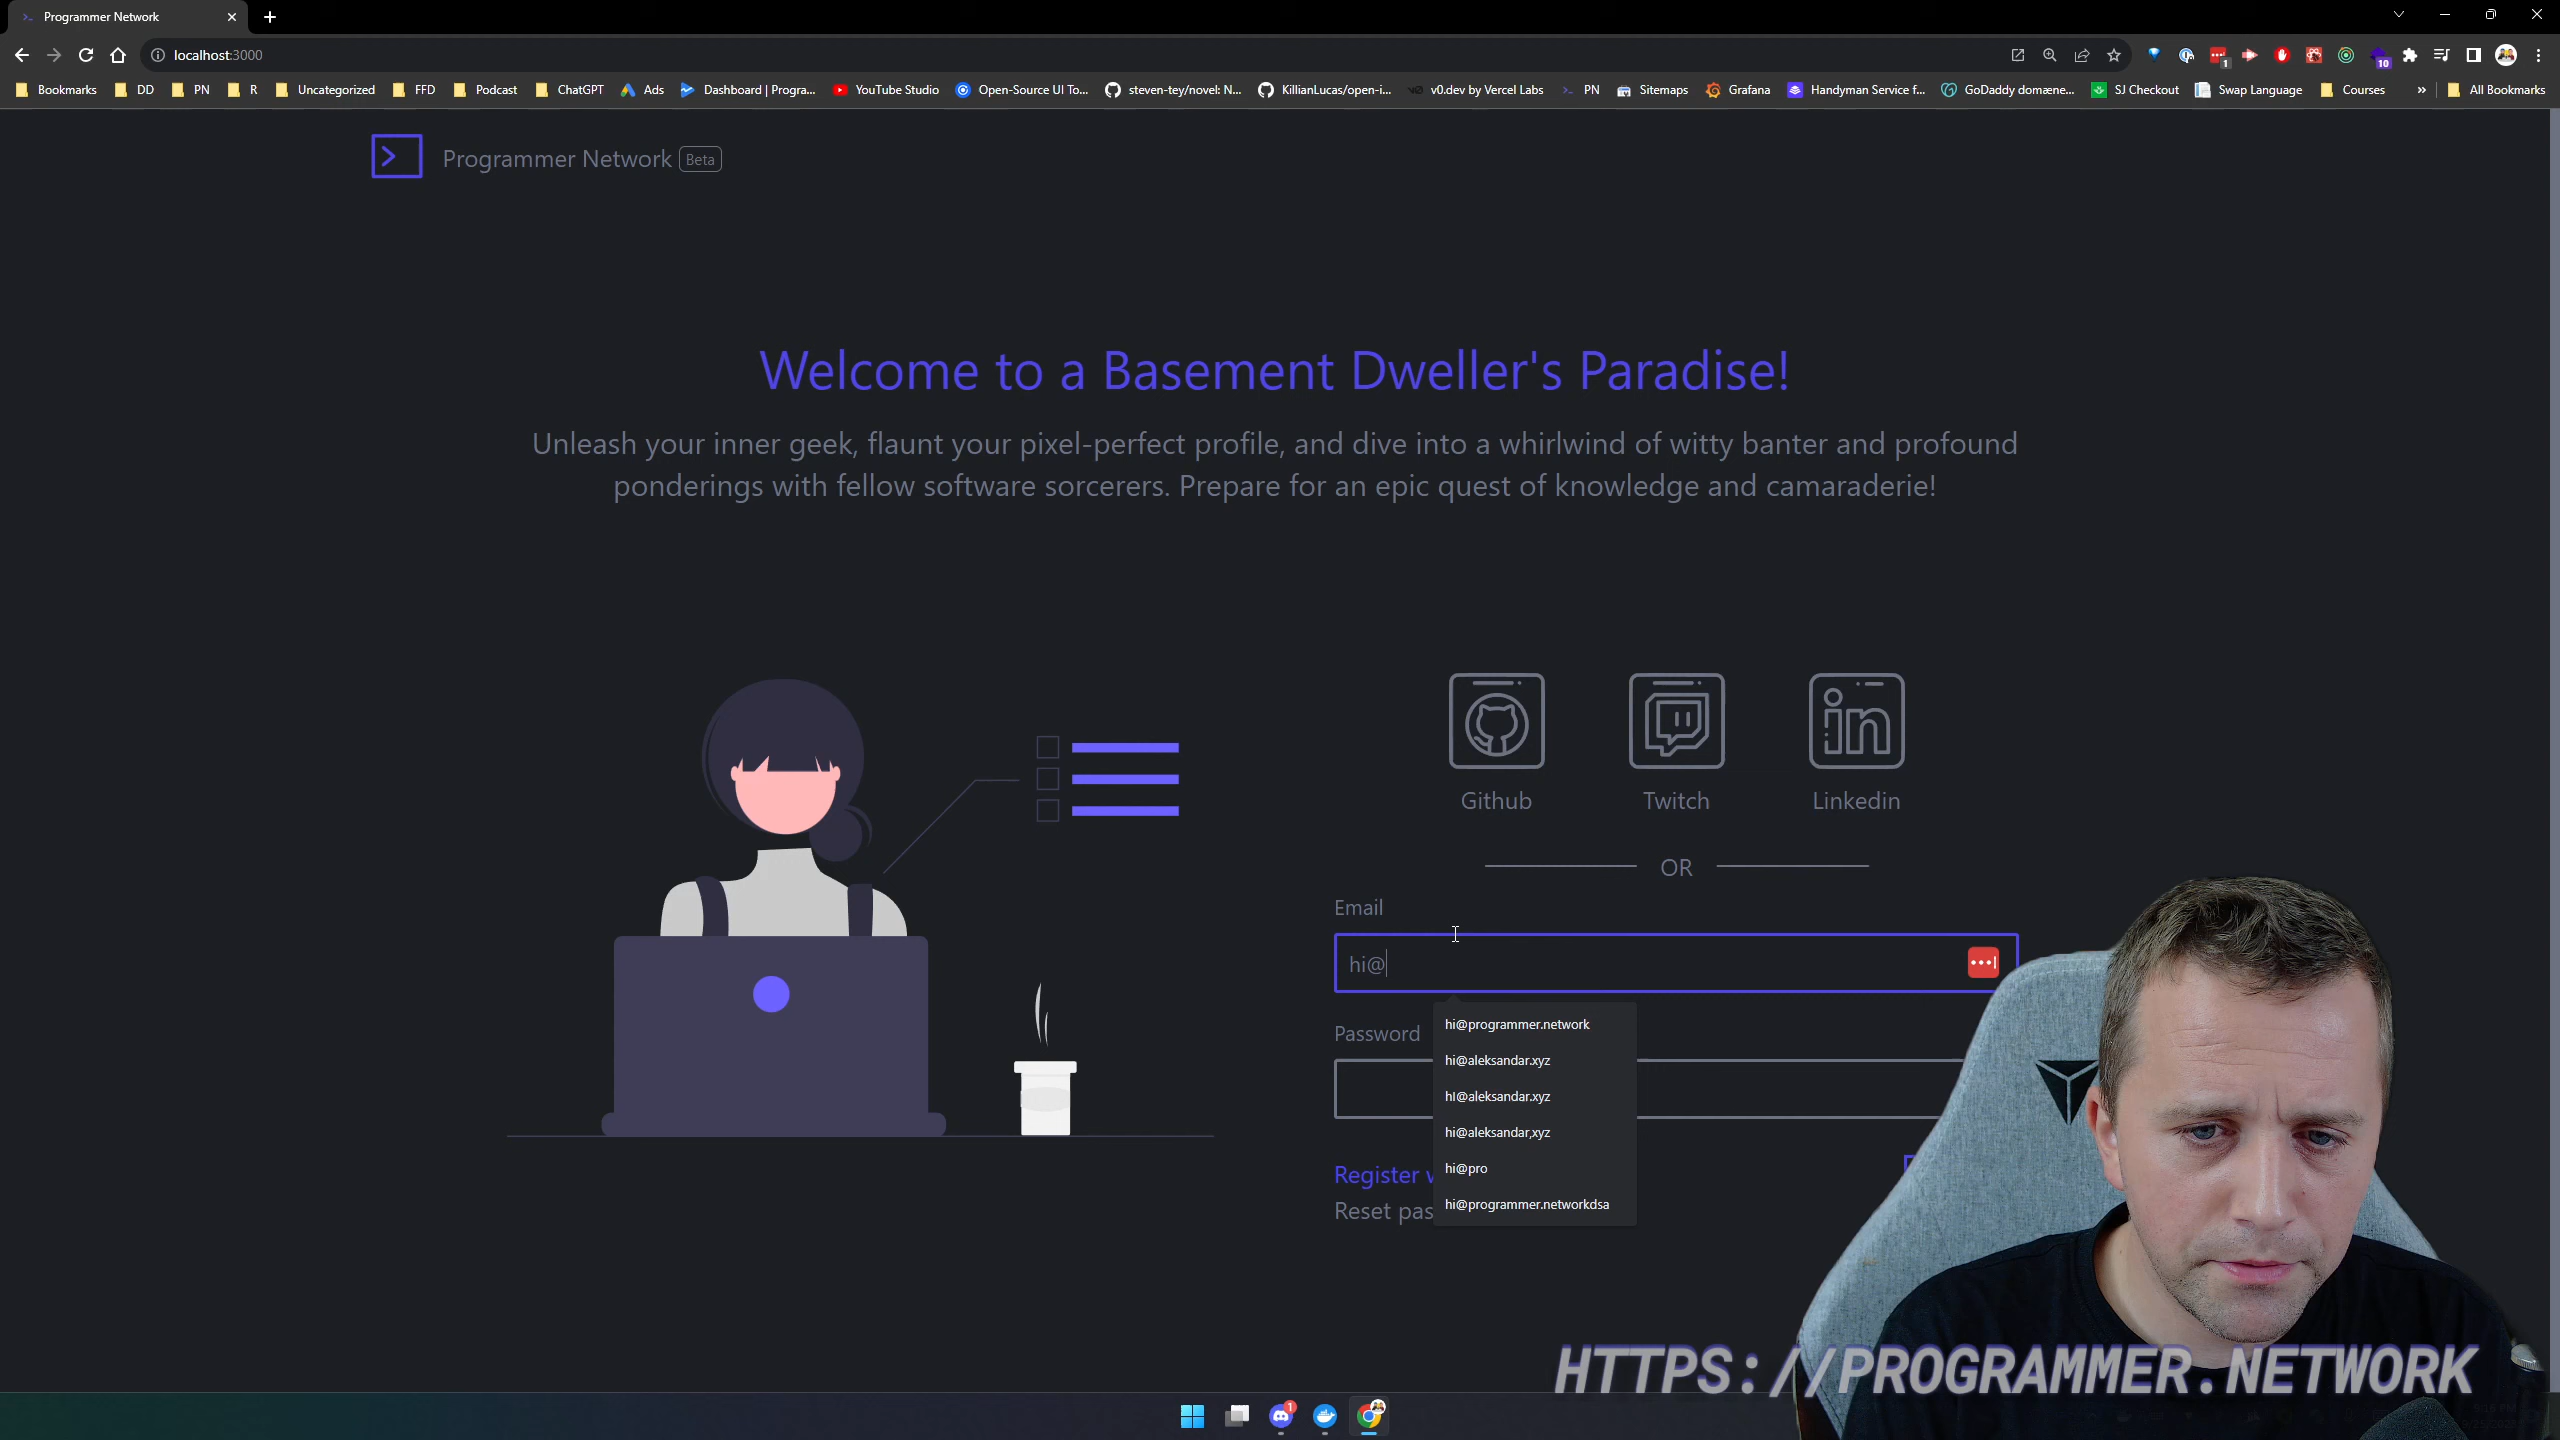 Programmer Network
localhost:3000
1
10
Bookmarks
DD
PN
R
Uncategorized
FFD
Podcast
ChatGPT
Ads
Dashboard | Progra...
YouTube Studio
Open-Source UI To...
steven-tey/novel: N...
KillianLucas/open-i...
v0.dev by Vercel Labs
PN
Sitemaps
Grafana
Handyman Service f...
GoDaddy domæne...
SJ Checkout
Swap Language
Courses
»
All Bookmarks
Programmer Network Beta
Welcome to a Basement Dweller's Paradise!
Unleash your inner geek, flaunt your pixel-perfect profile, and dive into a whirlwind of witty banter and profound
ponderings with fellow software sorcerers. Prepare for an epic quest of knowledge and camaraderie!
Github
Twitch
Linkedin
OR
Email
hi@
Password
hi@programmer.network
hi@aleksandar.xyz
hI@aleksandar.xyz
hi@aleksandar,xyz
hi@pro
hi@programmer.networkdsa
Register
Reset
HTTPS://PROGRAMMER.NETWORK
1